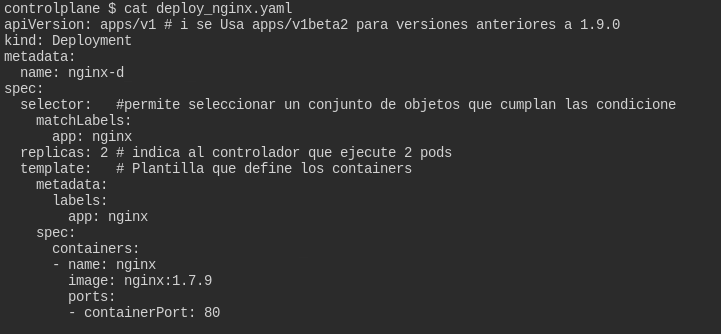 controlplane $ cat deploy_nginx.yaml
apiVersion: apps/v1 # i se Usa apps/v1beta2 para versiones anteriores a 1.9.0
kind: Deployment
metadata:
  name: nginx-d
spec:
  selector:   #permite seleccionar un conjunto de objetos que cumplan las condicione
    matchLabels:
      app: nginx
  replicas: 2 # indica al controlador que ejecute 2 pods
  template:   # Plantilla que define los containers
    metadata:
      labels:
        app: nginx
    spec:
      containers:
      - name: nginx
        image: nginx:1.7.9
        ports:
        - containerPort: 80